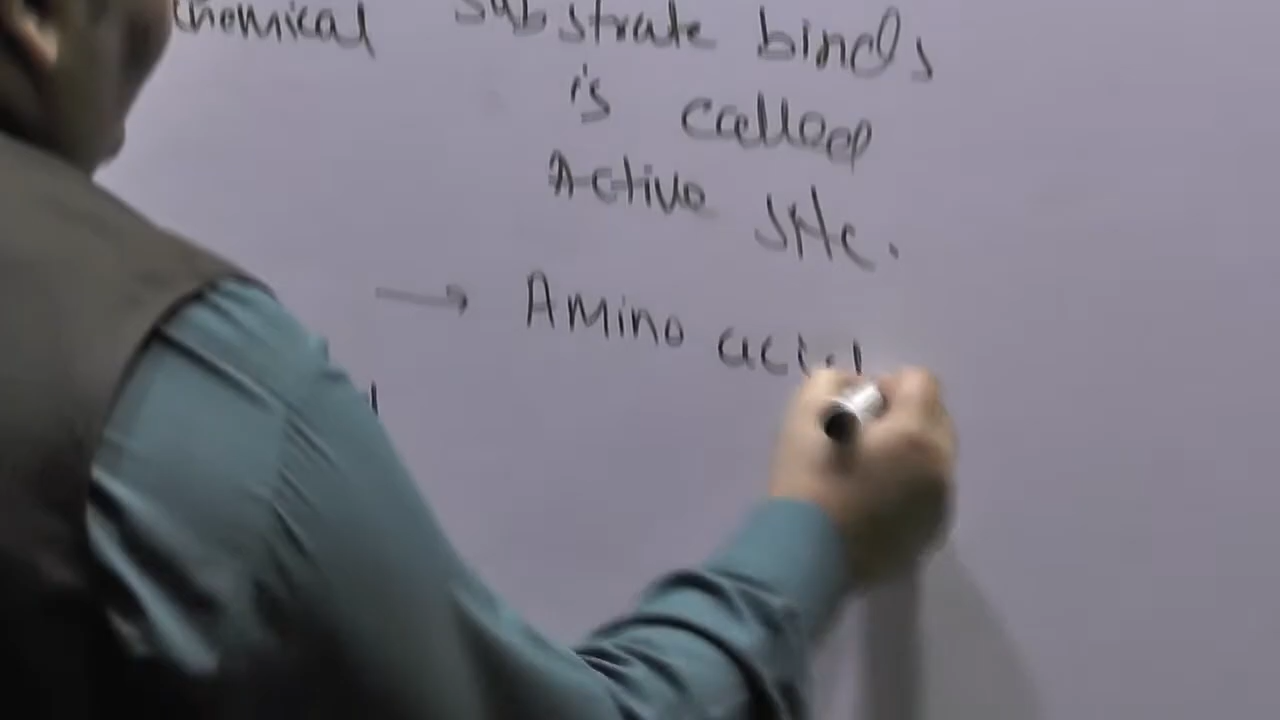 chemical substrate binds
is called
Active site.
→ Amino acid